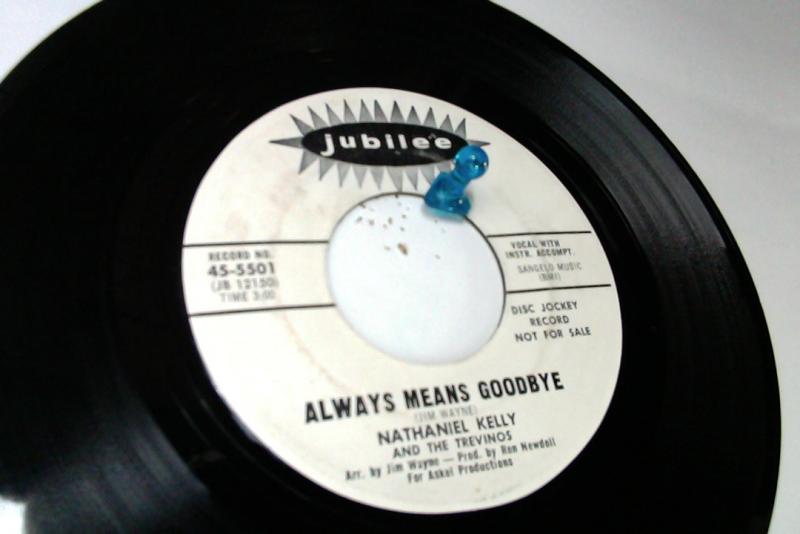 jubilee
RECORD NO.
45-5501
(JB 12150)
TIME 3:00
VOCAL WITH
INSTR. ACCOMPT.
SANGELO MUSIC
(BMI)
DISC JOCKEY
RECORD
NOT FOR SALE
ALWAYS MEANS GOODBYE
(JIM WAYNE)
NATHANIEL KELLY
AND THE TREVINOS
Arr. by Jim Wayne — Prod. by Ron Newdoll
For Askel Productions